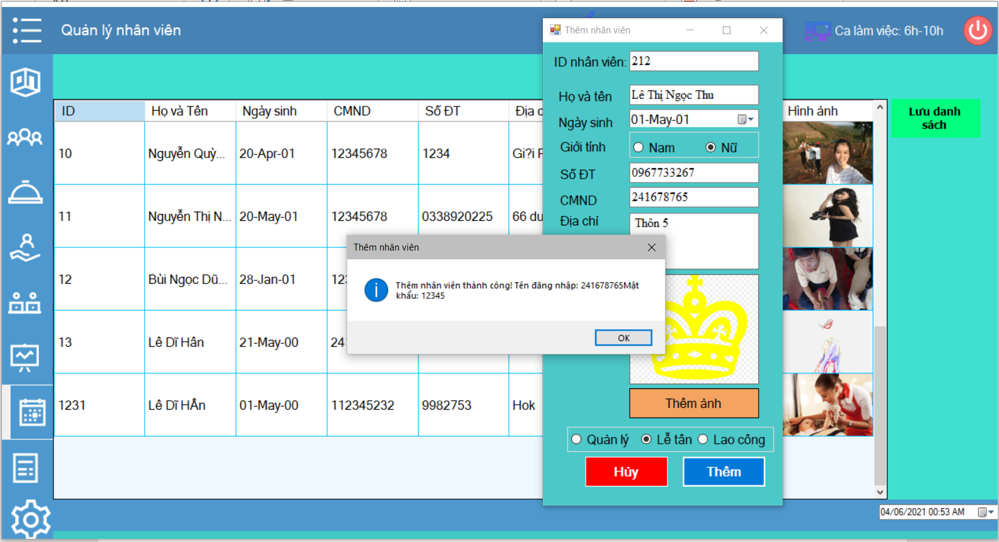 Quản lý nhân viên
Ca làm việc: 6h-10h
Thêm nhân viên
ID nhân viên: 212
Họ và tên Lê Thị Ngọc Thu
Ngày sinh 01-May-01
Giới tính Nam Nữ
Số ĐT 0967733267
CMND 241678765
Địa chỉ Thôn 5
Thêm ảnh
Quản lý Lễ tân Lao công
Hủy Thêm
ID Họ và Tên Ngày sinh CMND Số ĐT Địa Hình ảnh
10 Nguyễn Quỳ... 20-Apr-01 12345678 1234 Gi?i
11 Nguyễn Thị N... 20-May-01 12345678 0338920225 66 du
12 Bùi Ngọc Dũ... 28-Jan-01 12
13 Lê Dĩ Hân 21-May-00 24
1231 Lê Dĩ HÂn 01-May-00 112345232 9982753 Hok
Lưu danh
sách
Thêm nhân viên
Thêm nhân viên thành công! Tên đăng nhập: 241678765Mật
khẩu: 12345
OK
04/06/2021 00:53 AM